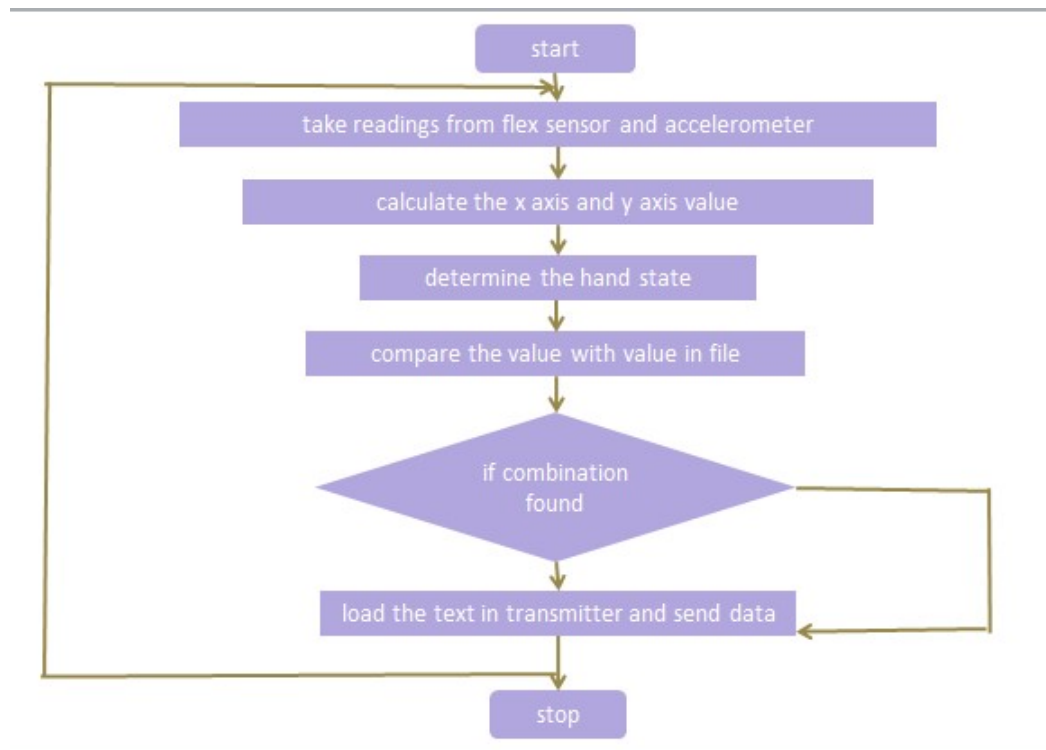 start
take readings from flex sensor and accelerometer
calculate the x axis and y axis value
determine the hand state
compare the value with value in file
if combination
found
load the text in transmitter and send data
stop